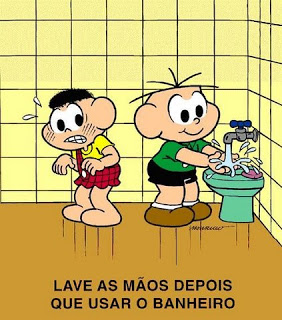 LAVE AS MÃOS DEPOIS
QUE USAR O BANHEIRO